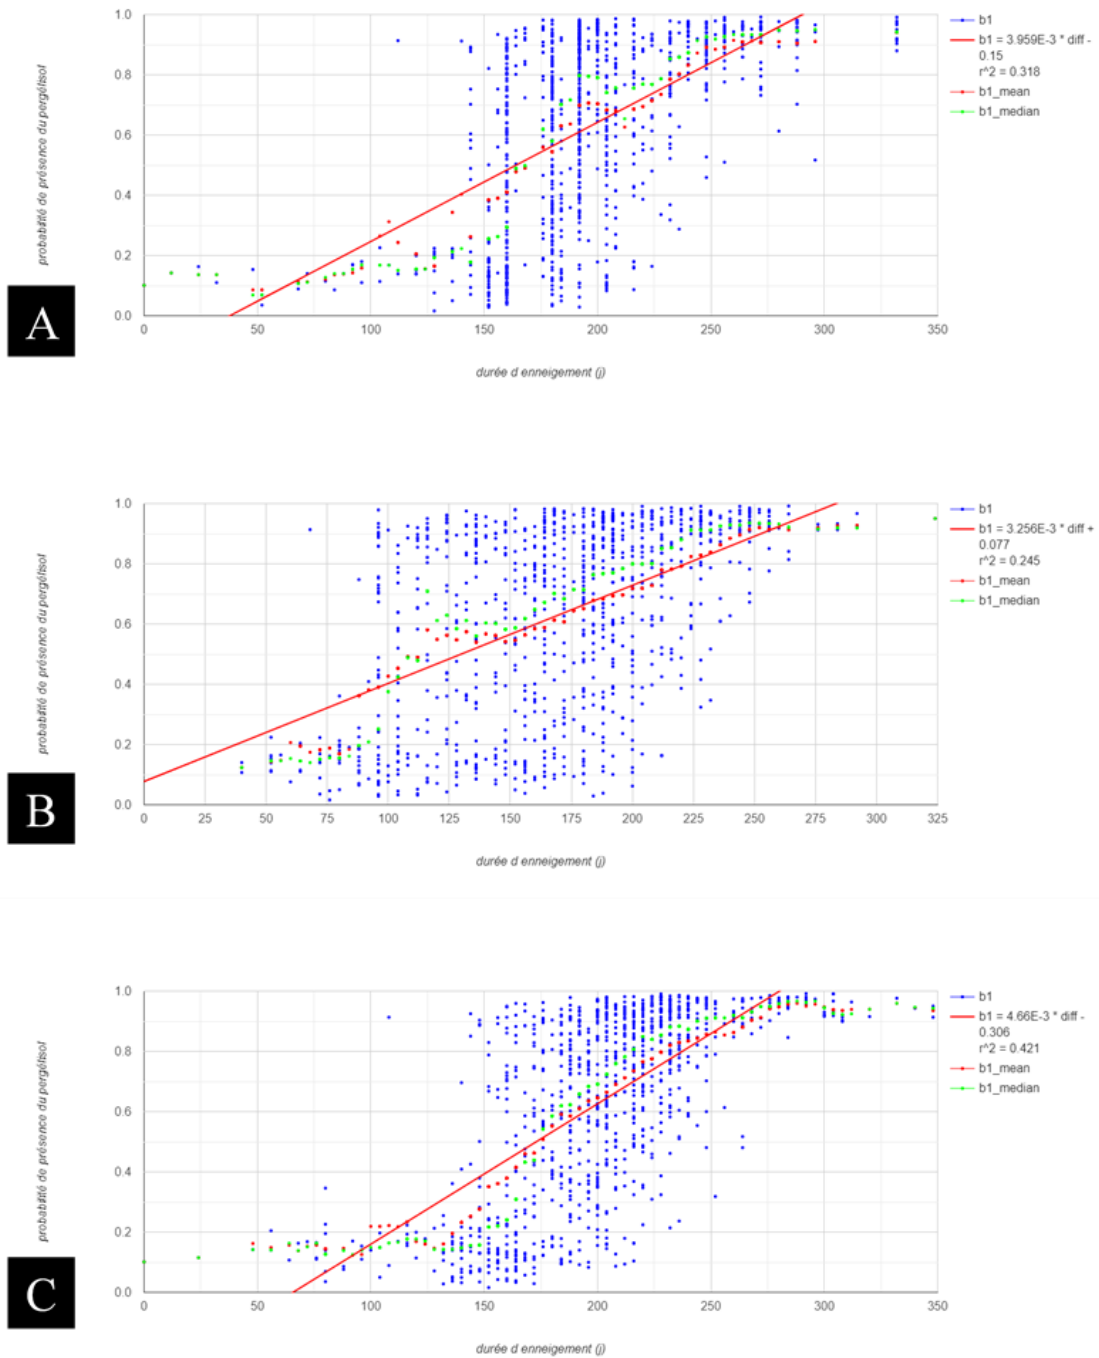 1.0
0.8
0.6
0.4
0.2
0.0
probabilité de présence du pergélisol
0 50 100 150 200 250 300 350
durée d enneigement (j)
b1
b1 = 3.959E-3 * diff -
0.15
r^2 = 0.318
b1_mean
b1_median
A
1.0
0.8
0.6
0.4
0.2
0.0
probabilité de présence du pergélisol
0 25 50 75 100 125 150 175 200 225 250 275 300 325
durée d enneigement (j)
b1
b1 = 3.256E-3 * diff +
0.077
r^2 = 0.245
b1_mean
b1_median
B
1.0
0.8
0.6
0.4
0.2
0.0
probabilité de présence du pergélisol
0 50 100 150 200 250 300 350
durée d enneigement (j)
b1
b1 = 4.66E-3 * diff -
0.306
r^2 = 0.421
b1_mean
b1_median
C